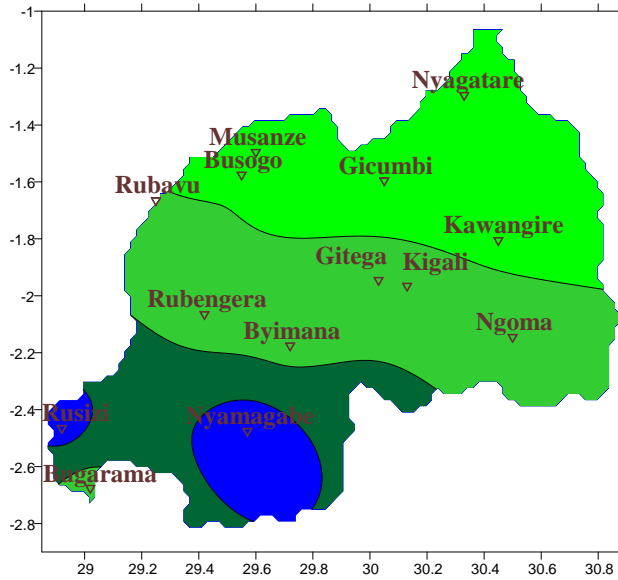 -1
-1.2
-1.4
-1.6
-1.8
-2
-2.2
-2.4
-2.6
-2.8
Nyagatare
Musanze
Busogo
Gicumbi
Rubavu
Kawangire
Gitega
Kigali
Rubengera
Byimana
Ngoma
Rusizi
Nyamagabe
Bugarama
29 29.2 29.4 29.6 29.8 30 30.2 30.4 30.6 30.8